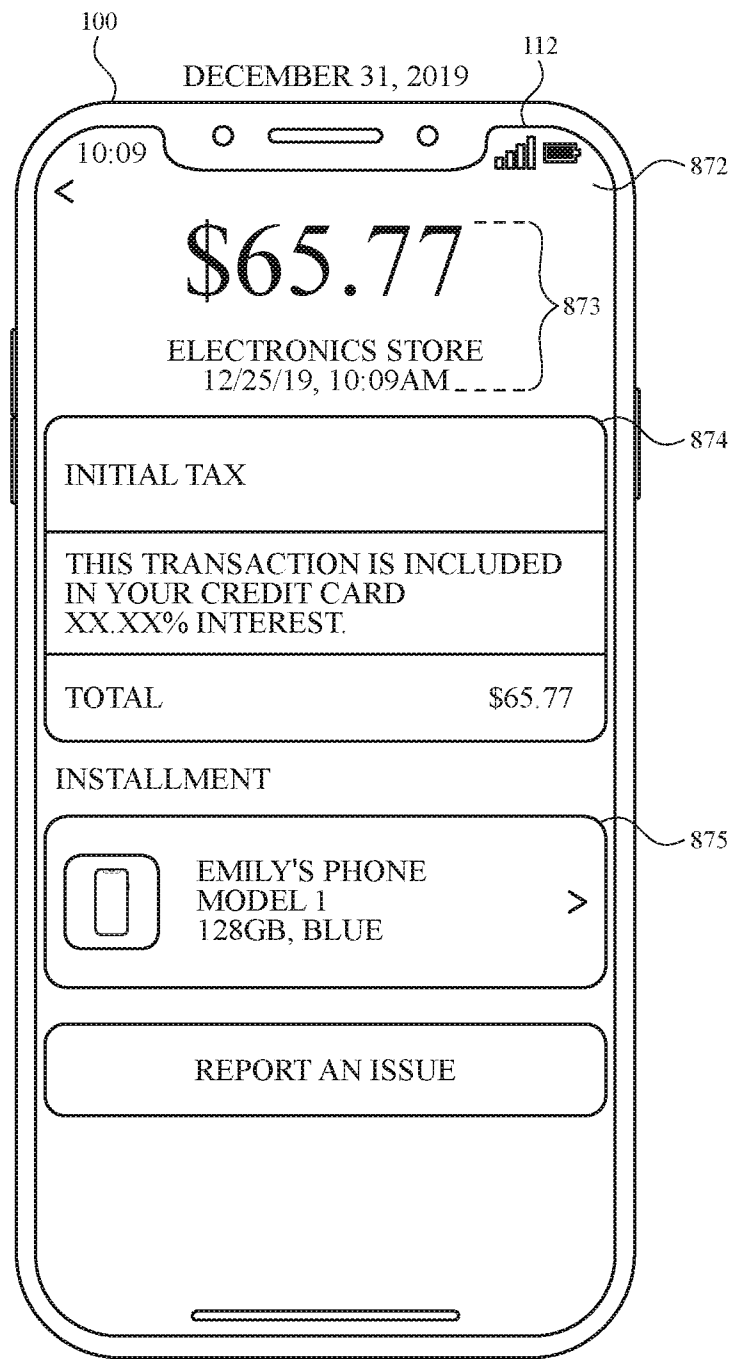 100
112
DECEMBER 31, 2019
10:09
872
<
$65.77
873
ELECTRONICS STORE
12/25/19, 10:09AM
874
INITIAL TAX
THIS TRANSACTION IS INCLUDED
IN YOUR CREDIT CARD
XX.XX% INTEREST.
TOTAL $65.77
INSTALLMENT
875
EMILY'S PHONE
MODEL 1
128GB, BLUE
>
REPORT AN ISSUE